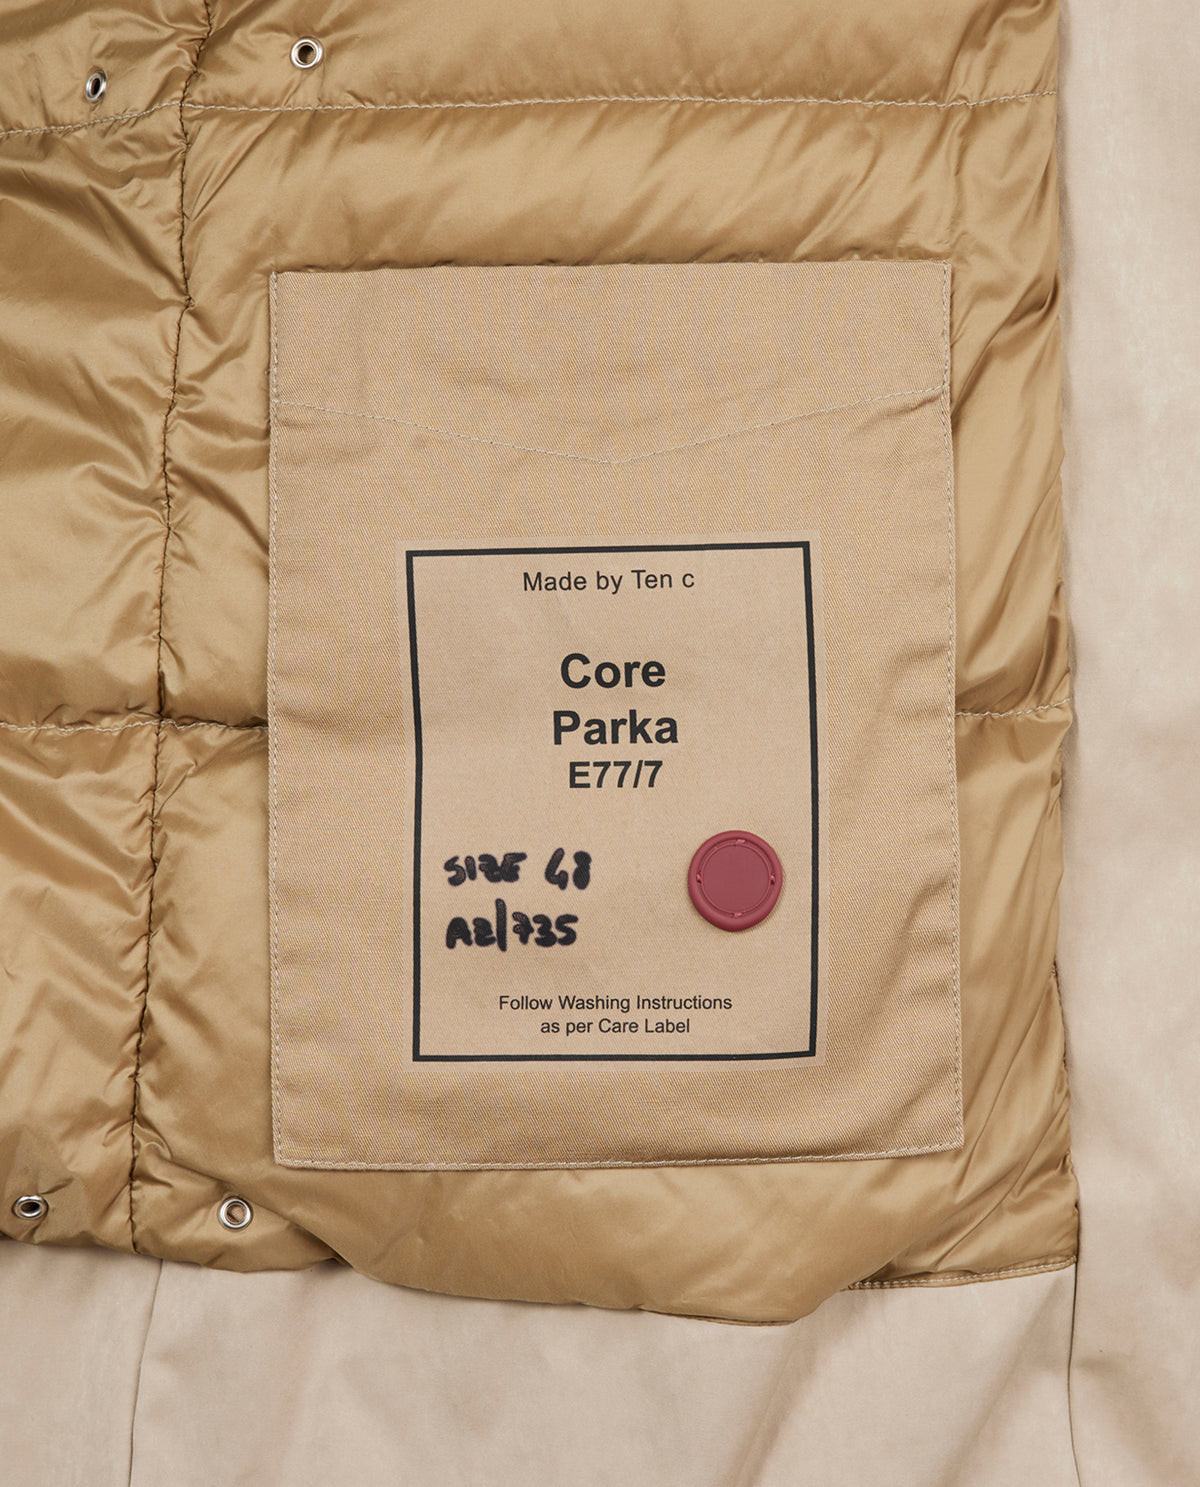 Made by Ten c
Core
Parka
E77/7
SIZE 48
A2/735
Follow Washing Instructions
as per Care Label